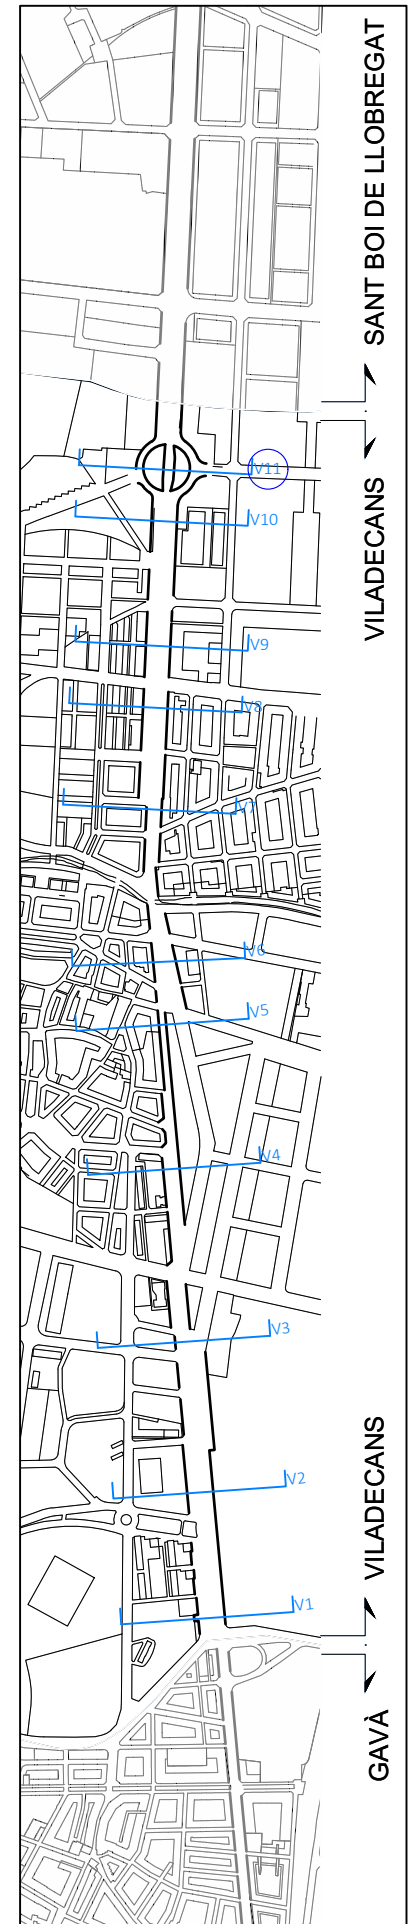 SANT BOI DE LLOBREGAT
VILADECANS
V11
V10
V9
V8
V7
V6
V5
V4
V3
V2
V1
VILADECANS
GAVÀ